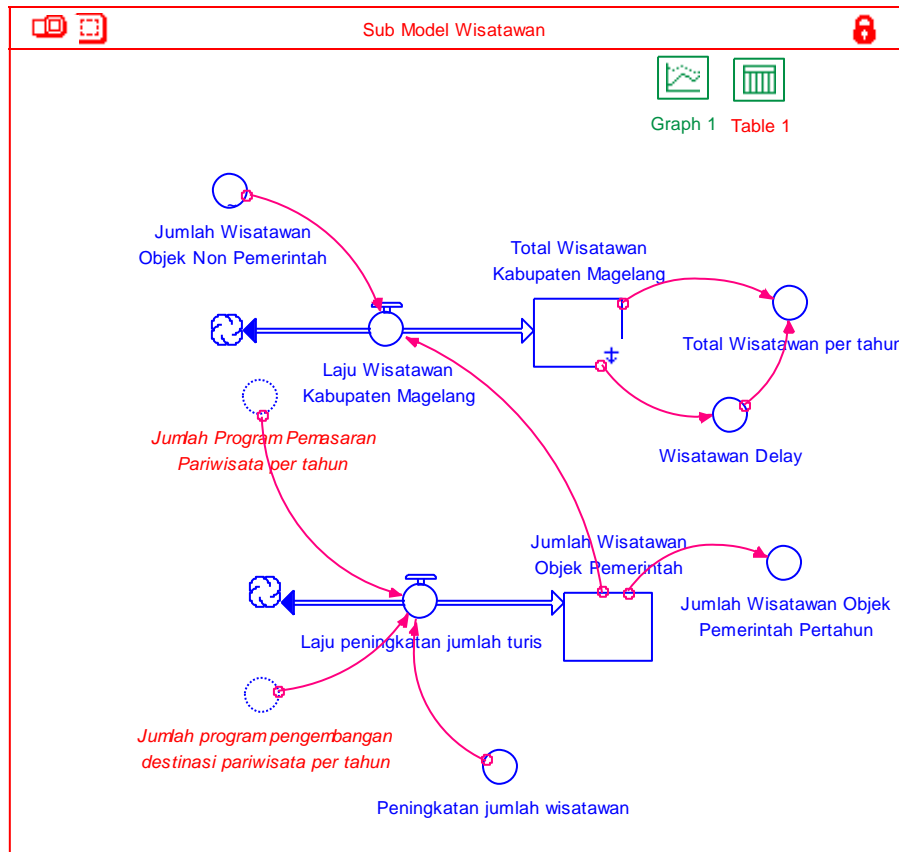 Sub Model Wisatawan
Graph 1
Table 1
Jumlah Wisatawan
Objek Non Pemerintah
Total Wisatawan
Kabupaten Magelang
Total Wisatawan per tahun
Laju Wisatawan
Kabupaten Magelang
Jumlah Program Pemasaran
Pariwisata per tahun
Wisatawan Delay
Jumlah Wisatawan
Objek Pemerintah
Jumlah Wisatawan Objek
Pemerintah Pertahun
Laju peningkatan jumlah turis
Jumlah program pengembangan
destinasi pariwisata per tahun
Peningkatan jumlah wisatawan